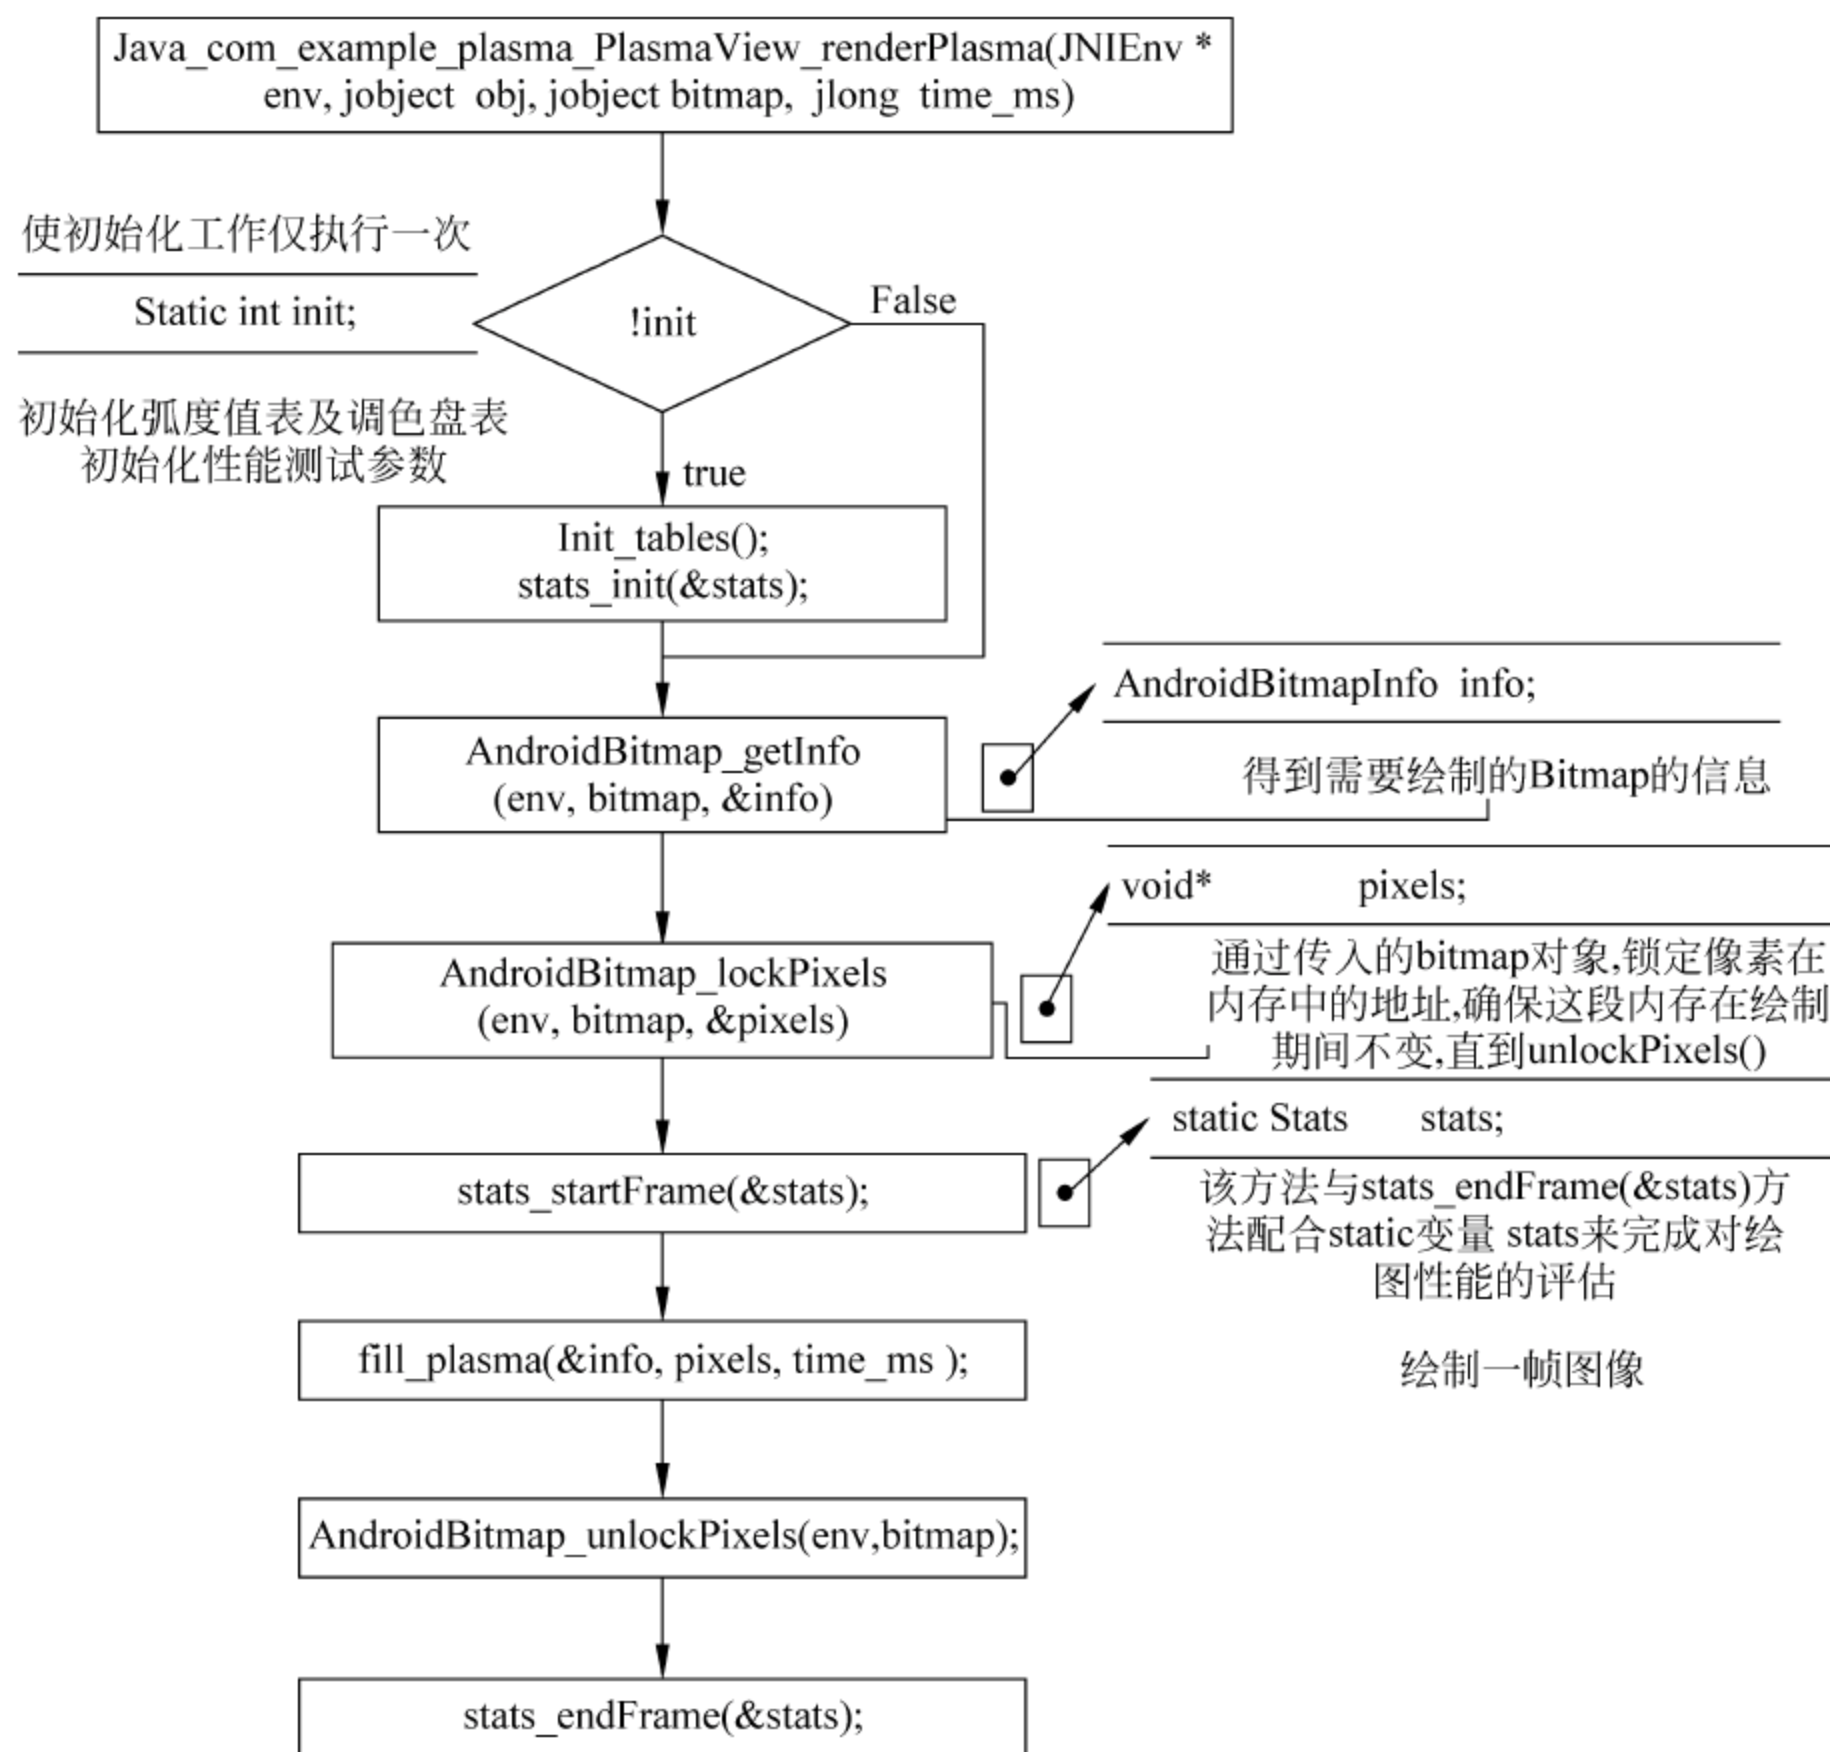 Java_com_example_plasma_PlasmaView_renderPlasma(JNIEnv *
env, jobject obj, jobject bitmap, jlong time_ms)
使初始化工作仅执行一次
Static int init;
!init
False
初始化弧度值表及调色盘表
初始化性能测试参数
true
Init_tables();
stats_init(&stats);
AndroidBitmapInfo info;
AndroidBitmap_getInfo
(env, bitmap, &info)
得到需要绘制的Bitmap的信息
void* pixels;
AndroidBitmap_lockPixels
(env, bitmap, &pixels)
通过传入的bitmap对象,锁定像素在
内存中的地址,确保这段内存在绘制
期间不变,直到unlockPixels()
static Stats stats;
stats_startFrame(&stats);
该方法与stats_endFrame(&stats)方
法配合static变量 stats来完成对绘
图性能的评估
fill_plasma(&info, pixels, time_ms );
绘制一帧图像
AndroidBitmap_unlockPixels(env,bitmap);
stats_endFrame(&stats);